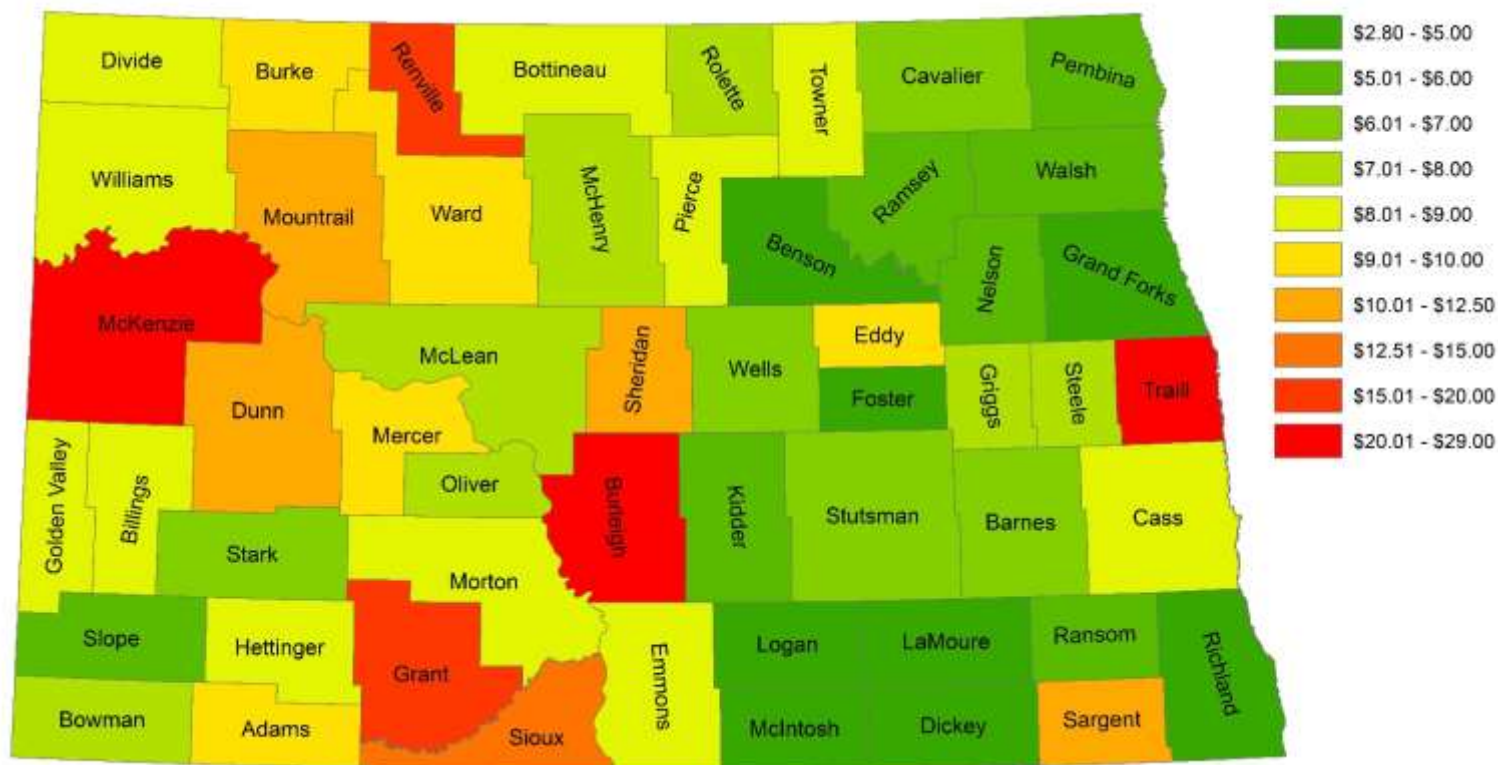 Divide
Burke
Renville
Bottineau
Rolette
Towner
Cavalier
Pembina
Williams
Mountrail
Ward
McHenry
Pierce
Benson
Ramsey
Walsh
Nelson
Grand Forks
McKenzie
Dunn
McLean
Sheridan
Wells
Eddy
Foster
Griggs
Steele
Traill
Mercer
Oliver
Golden Valley
Billings
Stark
Morton
Burleigh
Kidder
Stutsman
Barnes
Cass
Slope
Hettinger
Grant
Emmons
Logan
LaMoure
Ransom
Richland
Bowman
Adams
Sioux
McIntosh
Dickey
Sargent
$2.80 - $5.00
$5.01 - $6.00
$6.01 - $7.00
$7.01 - $8.00
$8.01 - $9.00
$9.01 - $10.00
$10.01 - $12.50
$12.51 - $15.00
$15.01 - $20.00
$20.01 - $29.00